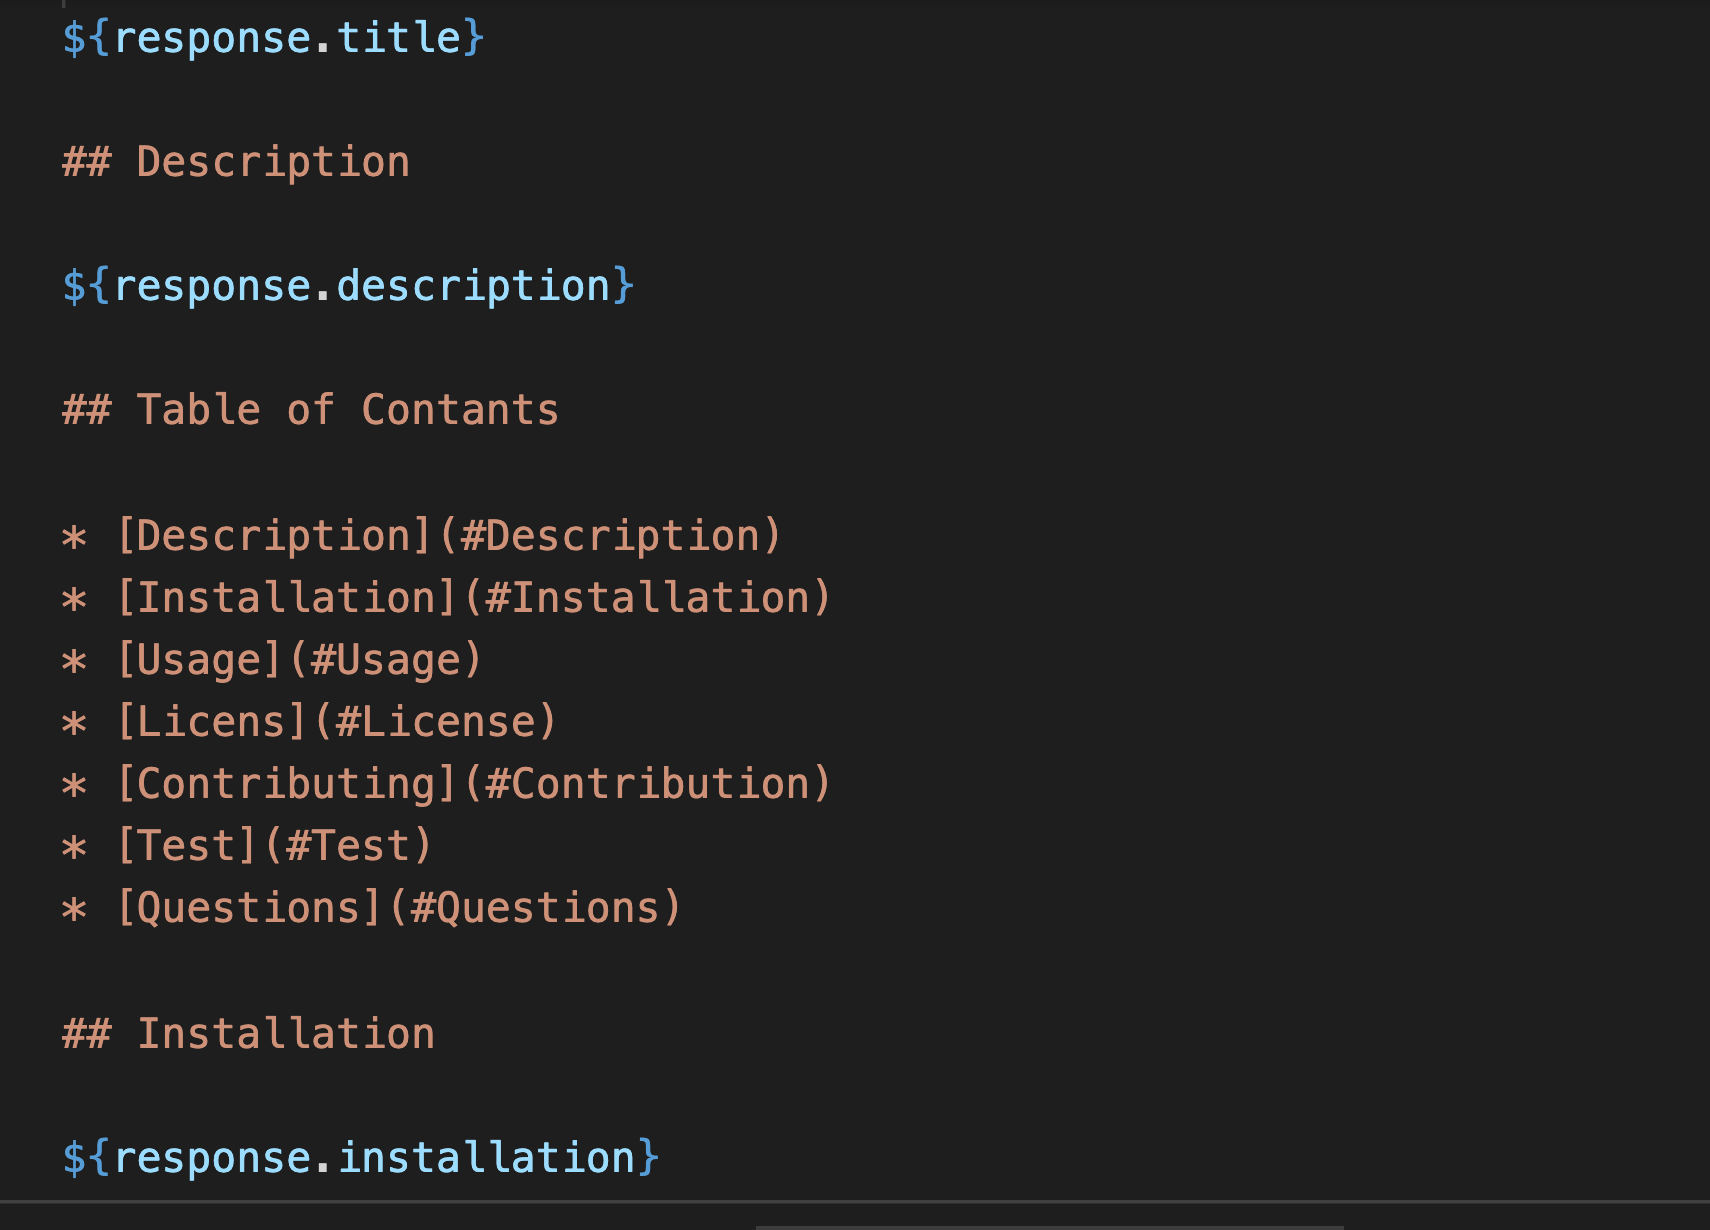 ${response.title}
## Description
${response.description}
## Table of Contants
* [Description](#Description)
* [Installation](#Installation)
* [Usage](#Usage)
* [Licens](#License)
* [Contributing](#Contribution)
* [Test](#Test)
* [Questions](#Questions)
## Installation
${response.installation}